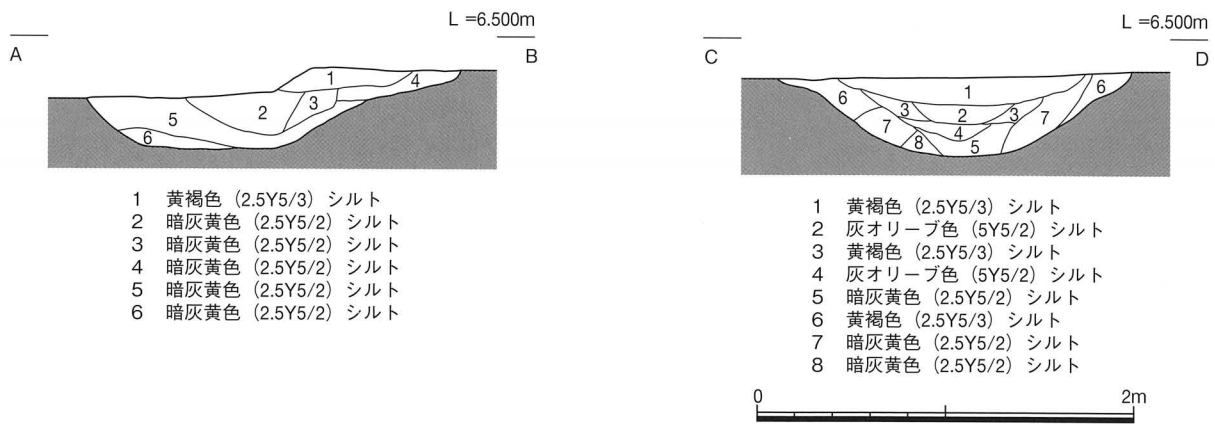 L =6.500m
A
B
1
2
3
4
5
6
1 黄褐色 (2.5Y5/3) シルト
2 暗灰黄色 (2.5Y5/2) シルト
3 暗灰黄色 (2.5Y5/2) シルト
4 暗灰黄色 (2.5Y5/2) シルト
5 暗灰黄色 (2.5Y5/2) シルト
6 暗灰黄色 (2.5Y5/2) シルト
L =6.500m
C
D
1
6
6
3
2
3
7
7
4
8
5
1 黄褐色 (2.5Y5/3) シルト
2 灰オリーブ色 (5Y5/2) シルト
3 黄褐色 (2.5Y5/3) シルト
4 灰オリーブ色 (5Y5/2) シルト
5 暗灰黄色 (2.5Y5/2) シルト
6 黄褐色 (2.5Y5/3) シルト
7 暗灰黄色 (2.5Y5/2) シルト
8 暗灰黄色 (2.5Y5/2) シルト
0 2m